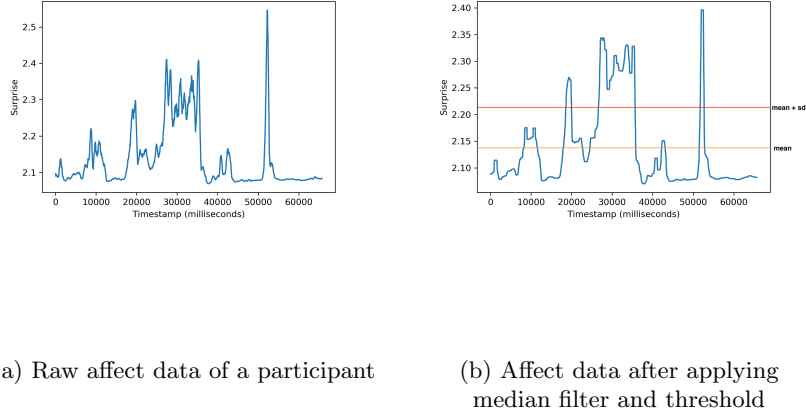 2.5
2.4
2.3
2.2
2.1
Surprise
0 10000 20000 30000 40000 50000 60000
Timestamp (milliseconds)
2.40
2.35
2.30
2.25
2.20
2.15
2.10
Surprise
mean + sd
mean
0 10000 20000 30000 40000 50000 60000
Timestamp (milliseconds)
a) Raw affect data of a participant
(b) Affect data after applying
median filter and threshold